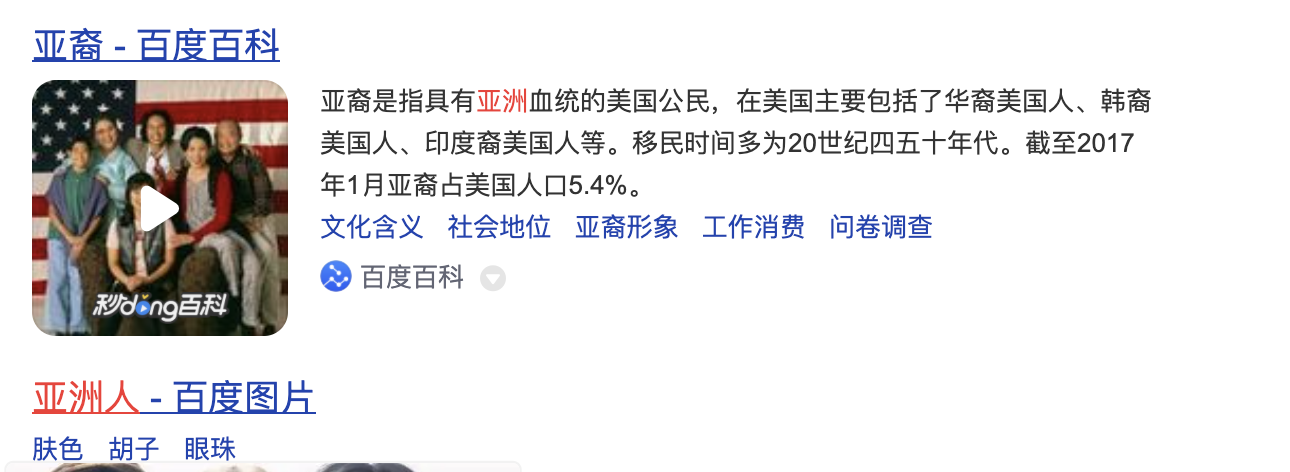 亚裔 - 百度百科
亚裔是指具有亚洲血统的美国公民，在美国主要包括了华裔美国人、韩裔
美国人、印度裔美国人等。移民时间多为20世纪四五十年代。截至2017
年1月亚裔占美国人口5.4%。
文化含义 社会地位 亚裔形象 工作消费 问卷调查
秒dong百科
百度百科
亚洲人 - 百度图片
肤色 胡子 眼珠